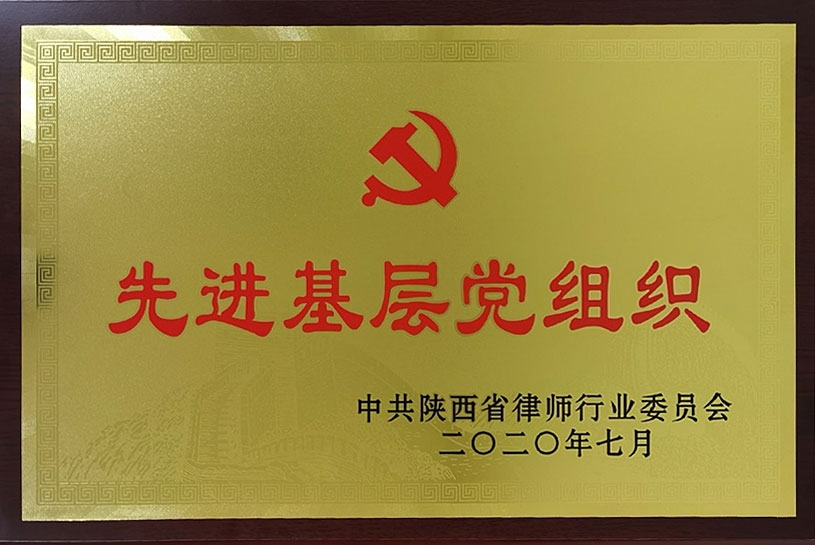 先进基层党组织
中共陕西省律师行业委员会
二〇二〇年七月